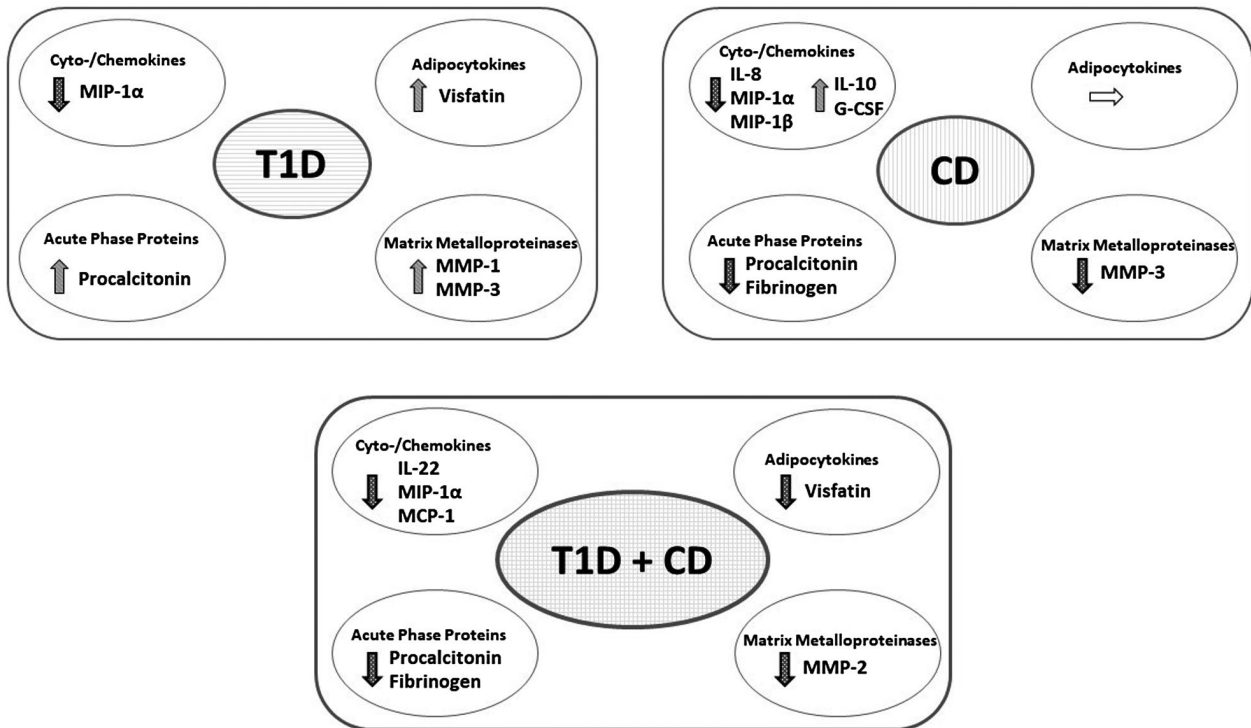 Cyto-/Chemokines
MIP-1α
Adipocytokines
Visfatin
T1D
Acute Phase Proteins
Procalcitonin
Matrix Metalloproteinases
MMP-1
MMP-3
Cyto-/Chemokines
IL-8
MIP-1α
MIP-1β
IL-10
G-CSF
Adipocytokines
CD
Acute Phase Proteins
Procalcitonin
Fibrinogen
Matrix Metalloproteinases
MMP-3
Cyto-/Chemokines
IL-22
MIP-1α
MCP-1
Adipocytokines
Visfatin
T1D + CD
Acute Phase Proteins
Procalcitonin
Fibrinogen
Matrix Metalloproteinases
MMP-2